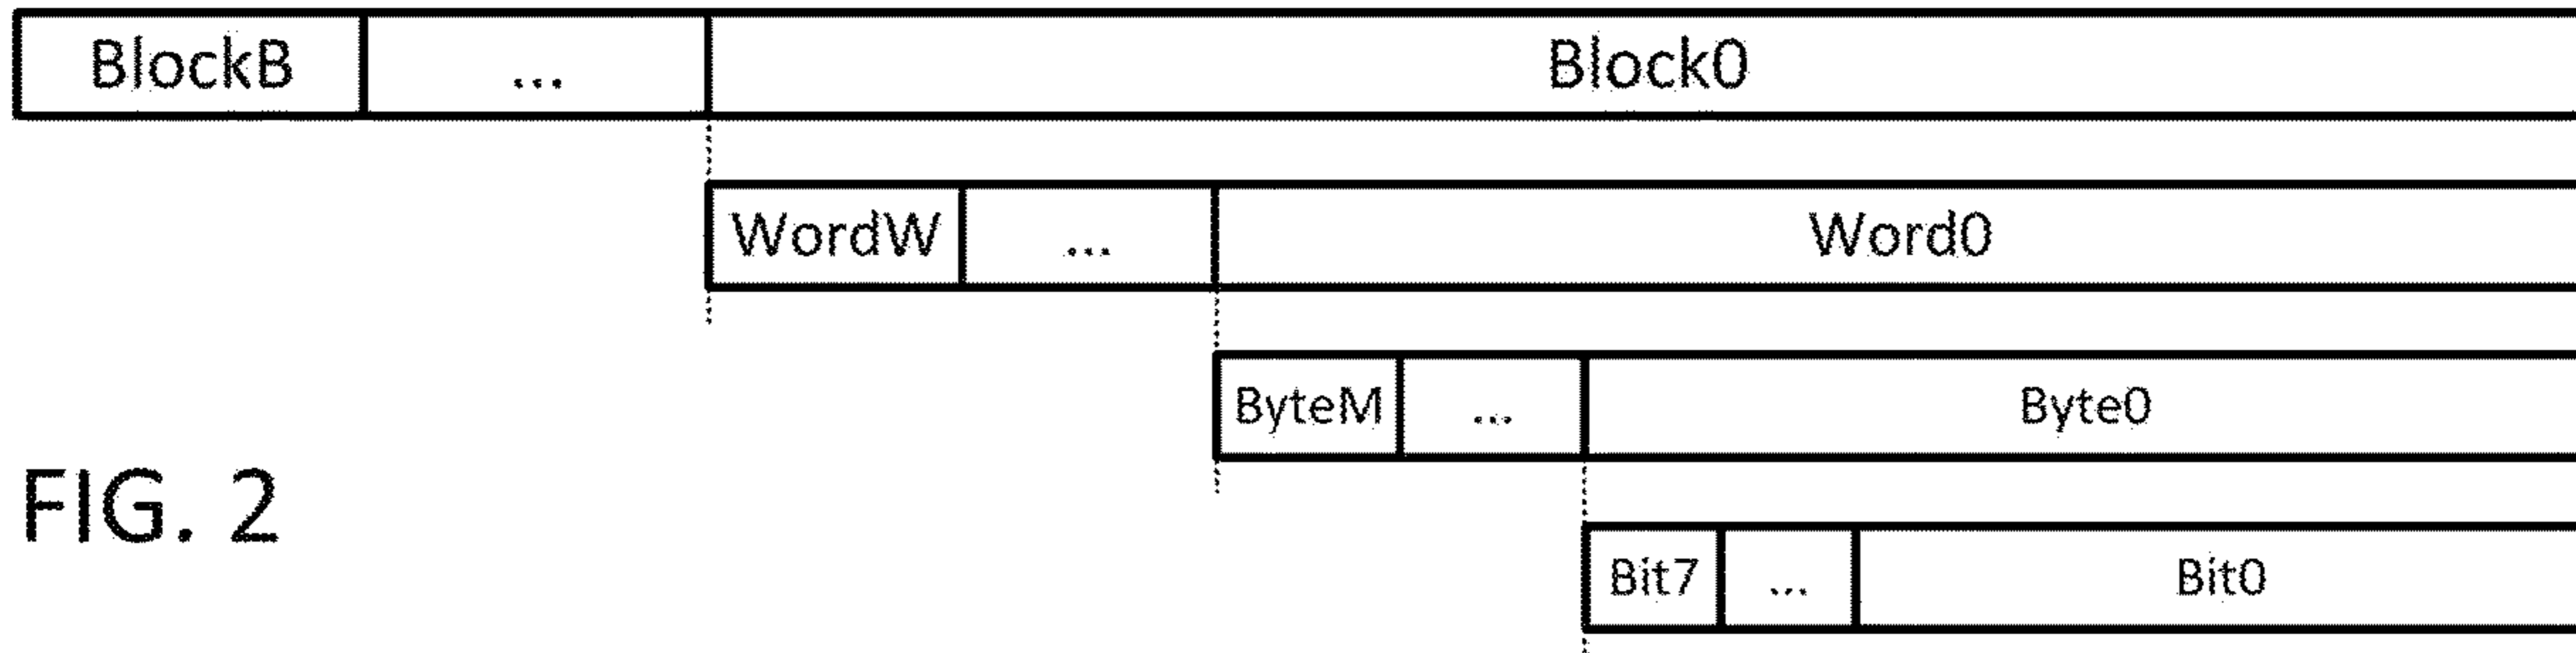 BlockB ... Block0
WordW ... Word0
ByteM ... Byte0
FIG. 2
Bit7 ... Bit0